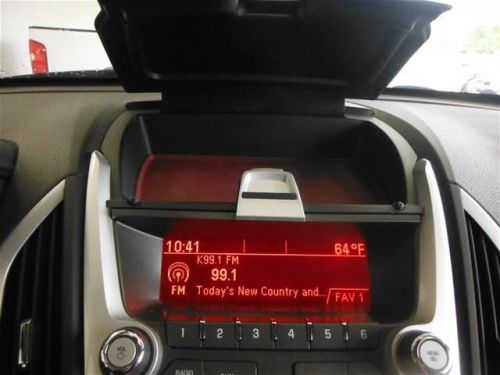 10:41 64°F
K99.1 FM
99.1
FM Today's New Country and...
FAV 1
1 2 3 4 5 6
RADIO